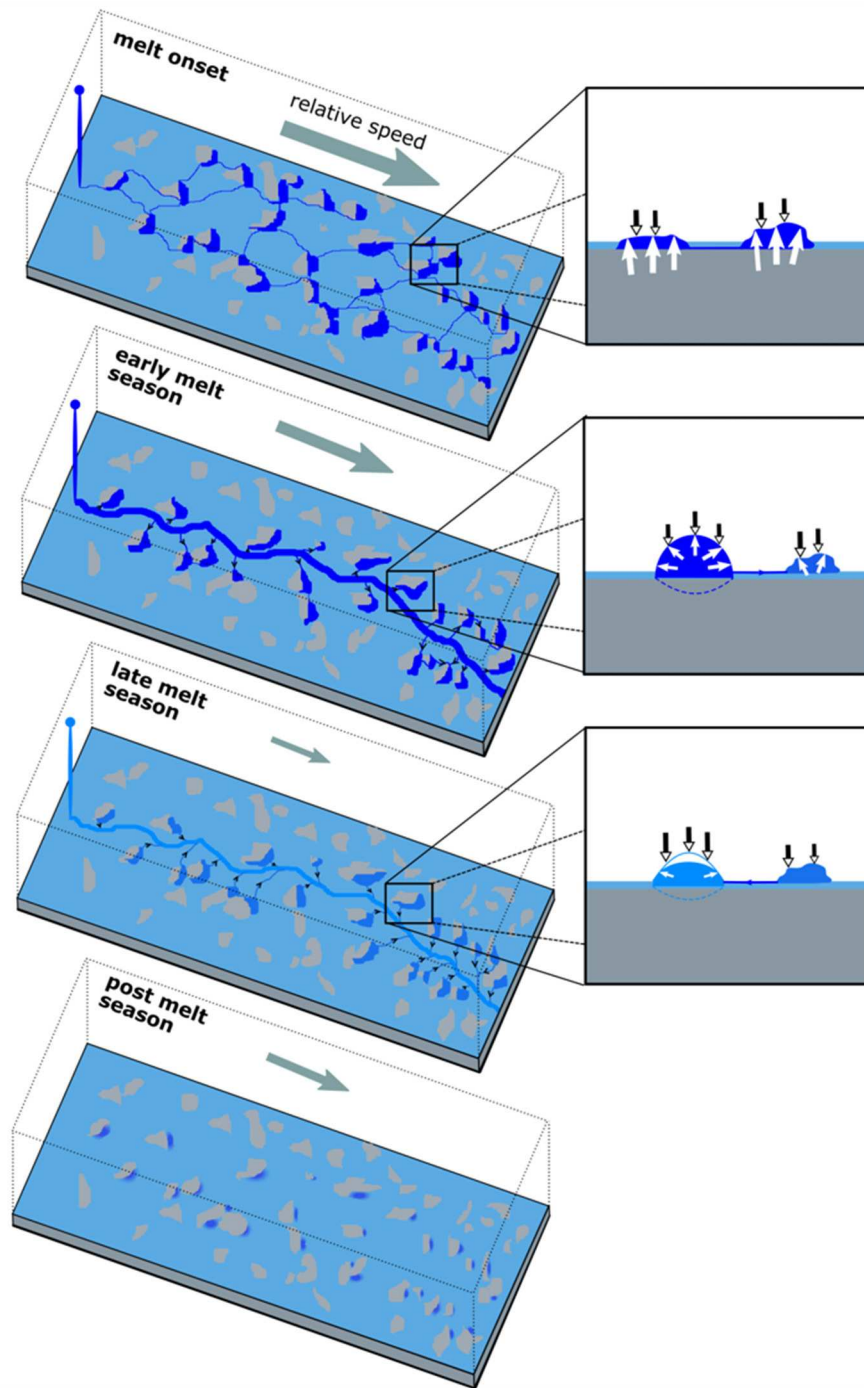 melt onset
relative speed
early melt
season
late melt
season
post melt
season